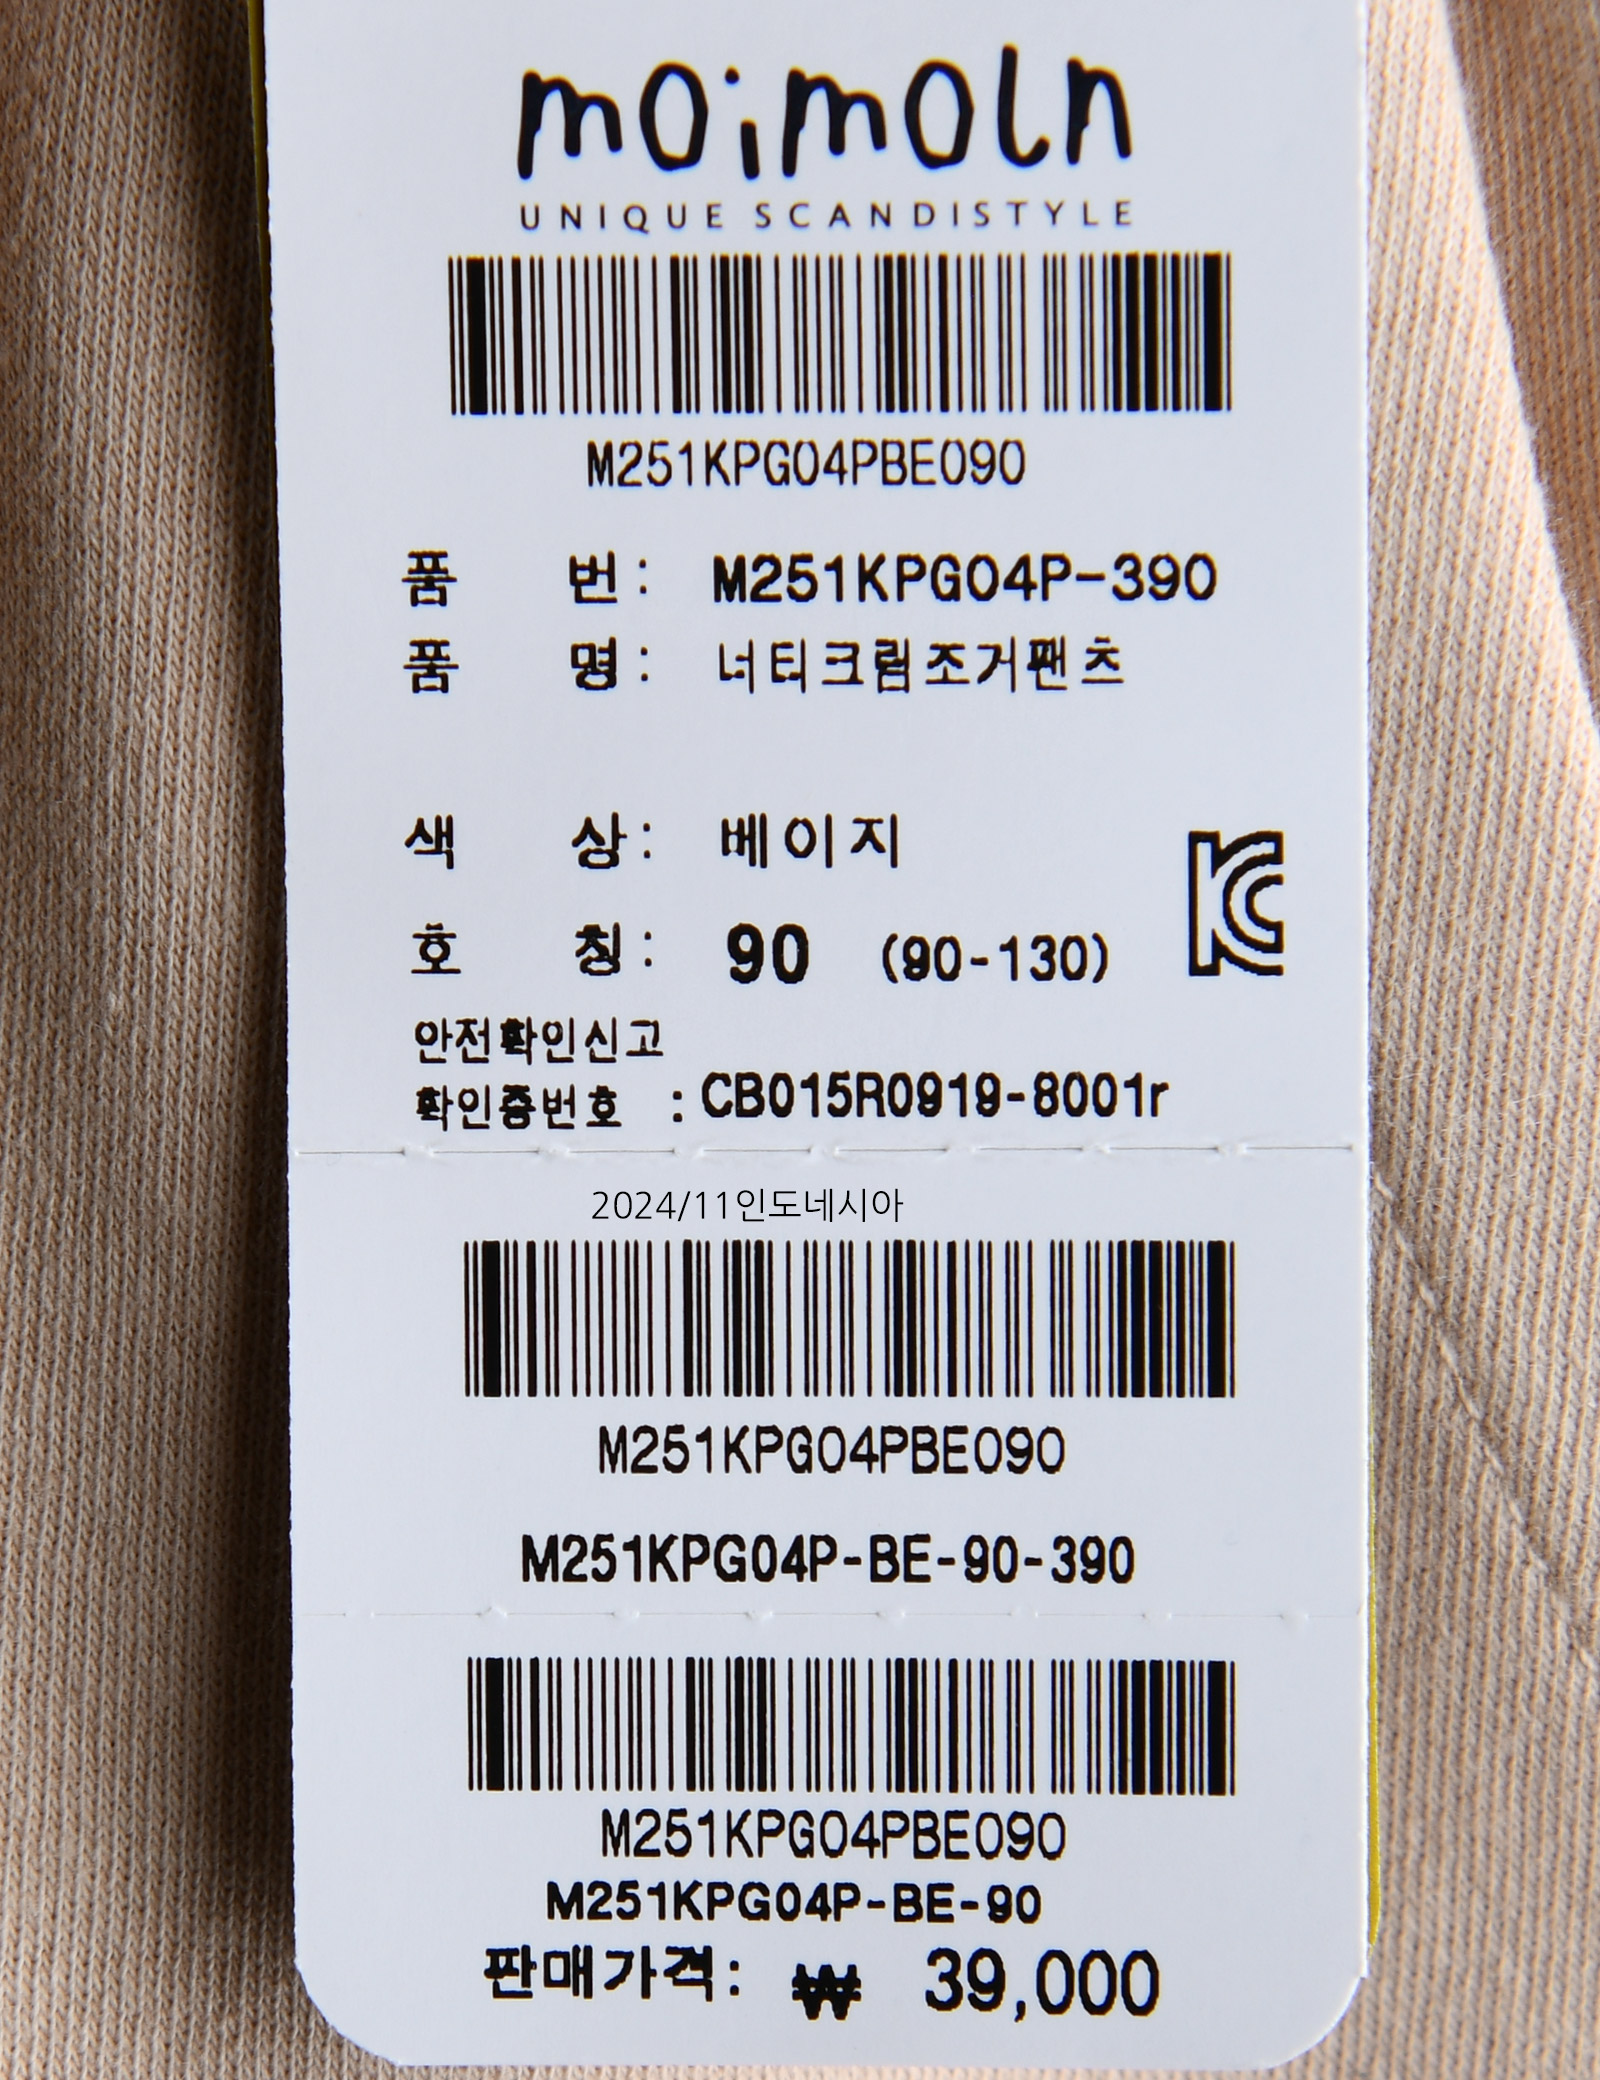 moimoln
UNIQUE SCANDISTYLE
M251KPG04PBE090
품 번 : M251KPG04P-390
품 명 : 너티크림조거팬츠
색 상 : 베이지
호 칭 : 90 (90-130)
안전확인신고
확인증번호 : CB015R0919-8001r
2024/11인도네시아
M251KPG04PBE090
M251KPG04P-BE-90-390
M251KPG04PBE090
M251KPG04P-BE-90
판매가격: ₩ 39,000